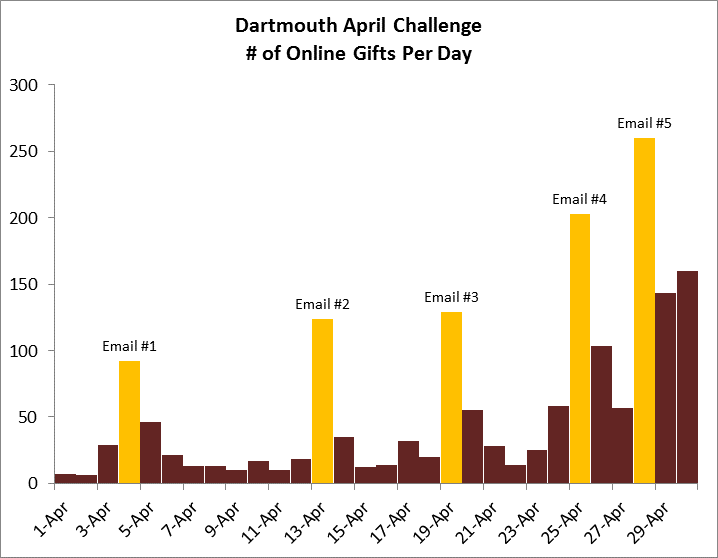 Dartmouth April Challenge
# of Online Gifts Per Day
300
250
200
150
100
50
0
Email #1
Email #2
Email #3
Email #4
Email #5
1-Apr
3-Apr
5-Apr
7-Apr
9-Apr
11-Apr
13-Apr
15-Apr
17-Apr
19-Apr
21-Apr
23-Apr
25-Apr
27-Apr
29-Apr